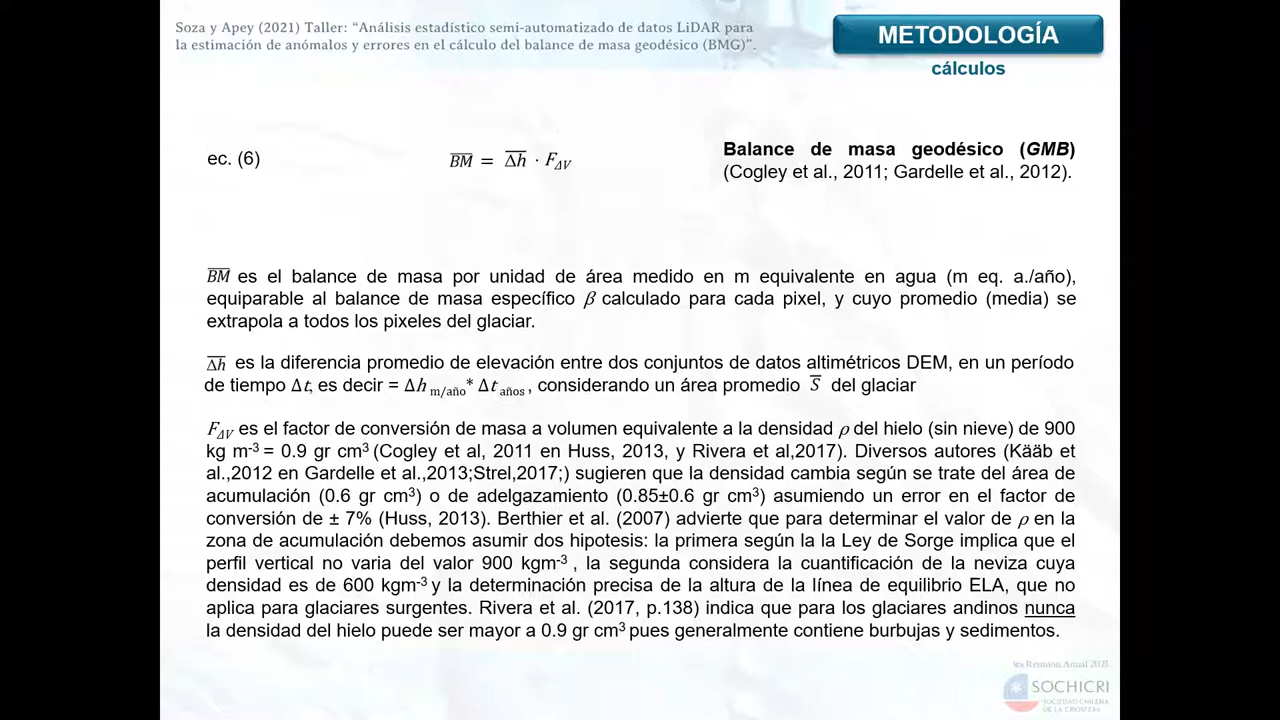 Soza y Apey (2021) Taller: “Análisis estadístico semi-automatizado de datos LiDAR para
la estimación de anómalos y errores en el cálculo del balance de masa geodésico (BMG)”.
METODOLOGÍA
cálculos
ec. (6)
B̅M̅ = Δ̅h̅ · F_ΔV
Balance de masa geodésico (GMB)
(Cogley et al., 2011; Gardelle et al., 2012).
B̅M̅ es el balance de masa por unidad de área medido en m equivalente en agua (m eq. a./año),
equiparable al balance de masa específico β calculado para cada pixel, y cuyo promedio (media) se
extrapola a todos los pixeles del glaciar.
Δ̅h̅ es la diferencia promedio de elevación entre dos conjuntos de datos altimétricos DEM, en un período
de tiempo Δt, es decir = Δh m/año* Δt años , considerando un área promedio S̅ del glaciar
F_ΔV es el factor de conversión de masa a volumen equivalente a la densidad ρ del hielo (sin nieve) de 900
kg m⁻³ = 0.9 gr cm³ (Cogley et al, 2011 en Huss, 2013, y Rivera et al,2017). Diversos autores (Kääb et
al.,2012 en Gardelle et al.,2013;Strel,2017;) sugieren que la densidad cambia según se trate del área de
acumulación (0.6 gr cm³) o de adelgazamiento (0.85±0.6 gr cm³) asumiendo un error en el factor de
conversión de ± 7% (Huss, 2013). Berthier et al. (2007) advierte que para determinar el valor de ρ en la
zona de acumulación debemos asumir dos hipotesis: la primera según la la Ley de Sorge implica que el
perfil vertical no varia del valor 900 kgm⁻³ , la segunda considera la cuantificación de la neviza cuya
densidad es de 600 kgm⁻³ y la determinación precisa de la altura de la línea de equilibrio ELA, que no
aplica para glaciares surgentes. Rivera et al. (2017, p.138) indica que para los glaciares andinos nunca
la densidad del hielo puede ser mayor a 0.9 gr cm³ pues generalmente contiene burbujas y sedimentos.
Reunión Anual 2021
SOCHICRI
SOCIEDAD CHILENA
DE LA CRIÓSFERA